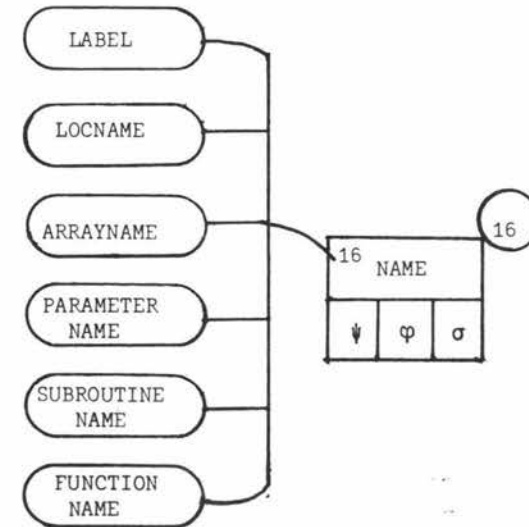 LABEL
LOCNAME
ARRAYNAME
PARAMETER
NAME
SUBROUTINE
NAME
FUNCTION
NAME
16
16
NAME
ψ φ σ